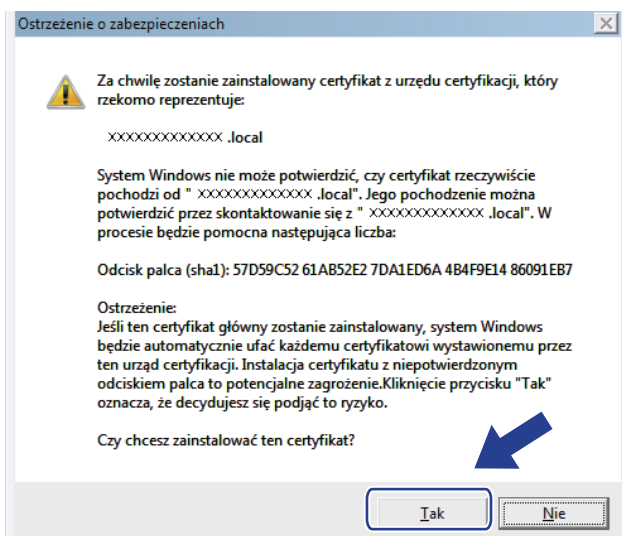 Ostrzeżenie o zabezpieczeniach
Za chwilę zostanie zainstalowany certyfikat z urzędu certyfikacji, który
rzekomo reprezentuje:
XXXXXXXXXXXXX .local
System Windows nie może potwierdzić, czy certyfikat rzeczywiście
pochodzi od " XXXXXXXXXXXXX .local". Jego pochodzenie można
potwierdzić przez skontaktowanie się z " XXXXXXXXXXXXX .local". W
procesie będzie pomocna następująca liczba:
Odcisk palca (sha1): 57D59C52 61AB52E2 7DA1ED6A 4B4F9E14 86091EB7
Ostrzeżenie:
Jeśli ten certyfikat główny zostanie zainstalowany, system Windows
będzie automatycznie ufać każdemu certyfikatowi wystawionemu przez
ten urząd certyfikacji. Instalacja certyfikatu z niepotwierdzonym
odciskiem palca to potencjalne zagrożenie.Kliknięcie przycisku "Tak"
oznacza, że decydujesz się podjąć to ryzyko.
Czy chcesz zainstalować ten certyfikat?
Tak Nie